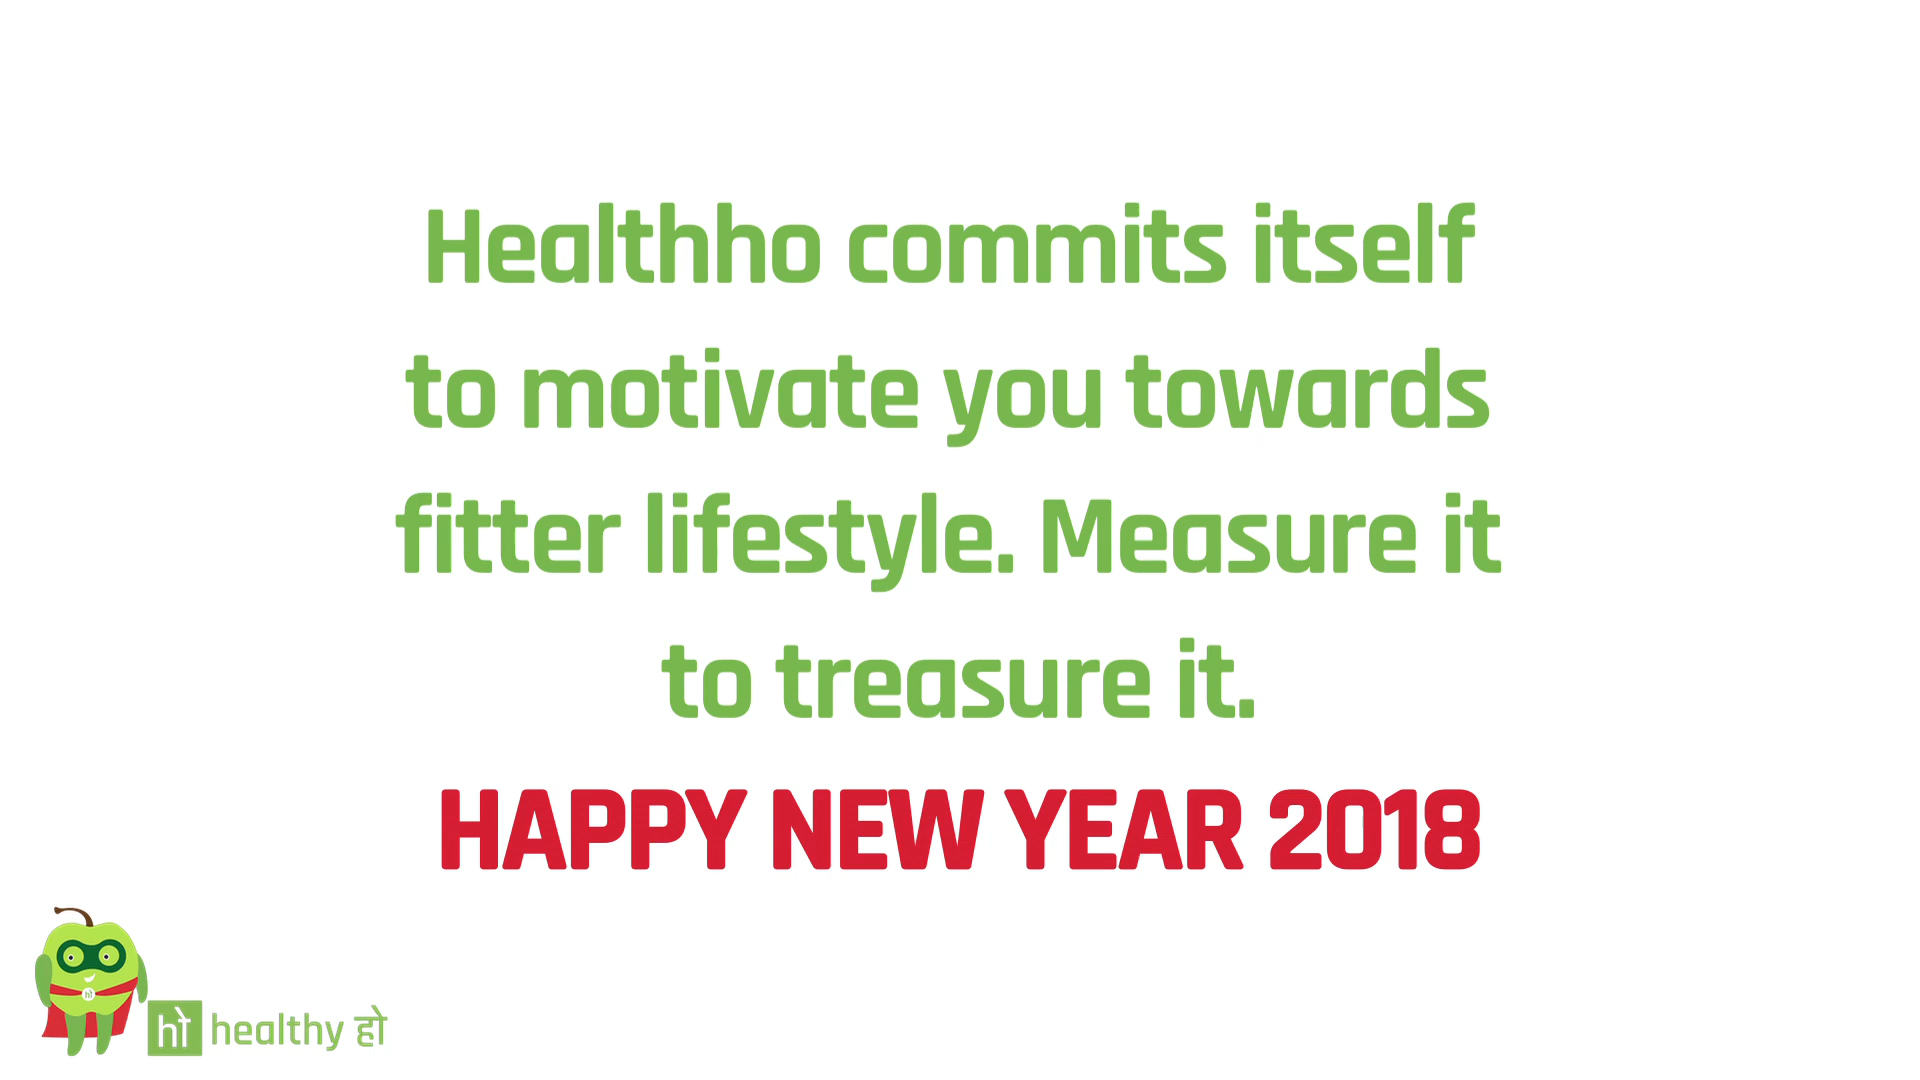 Healthho commits itself
to motivate you towards
fitter lifestyle. Measure it
to treasure it.
HAPPY NEW YEAR 2018
healthy हो